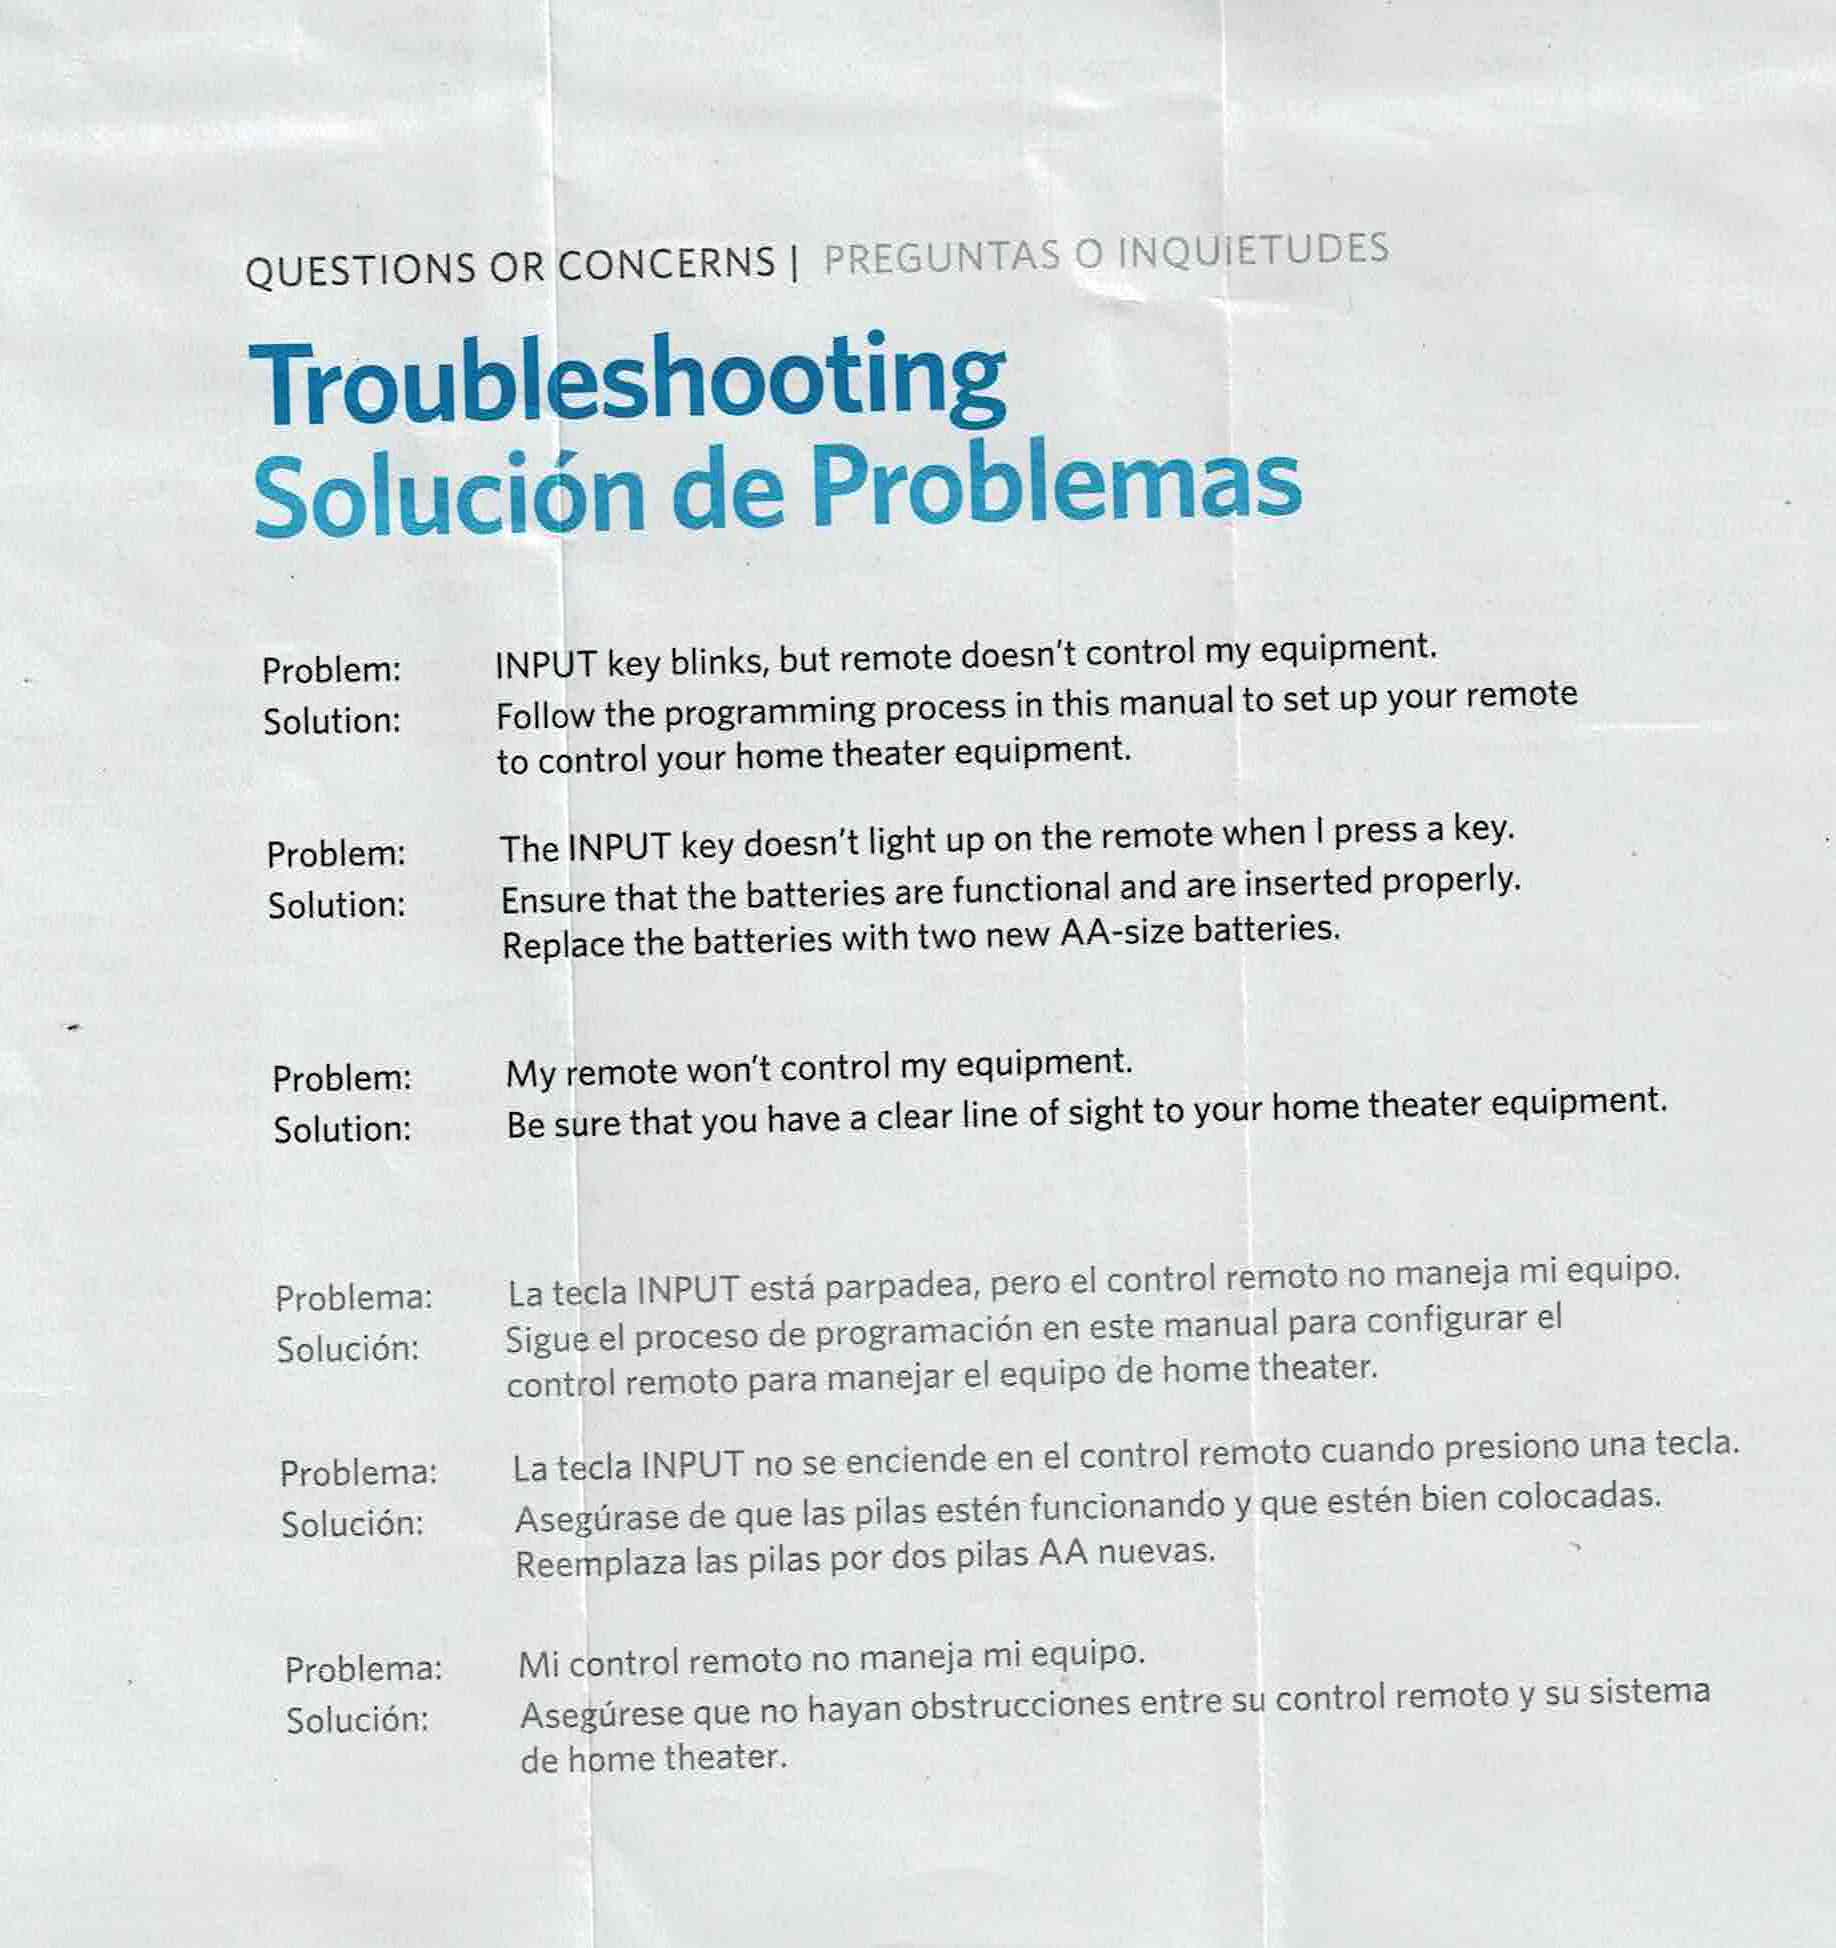 QUESTIONS OR CONCERNS | PREGUNTAS O INQUIETUDES
Troubleshooting
Solución de Problemas
Problem: INPUT key blinks, but remote doesn't control my equipment.
Solution: Follow the programming process in this manual to set up your remote
to control your home theater equipment.
Problem: The INPUT key doesn't light up on the remote when I press a key.
Solution: Ensure that the batteries are functional and are inserted properly.
Replace the batteries with two new AA-size batteries.
Problem: My remote won't control my equipment.
Solution: Be sure that you have a clear line of sight to your home theater equipment.
Problema: La tecla INPUT está parpadea, pero el control remoto no maneja mi equipo.
Solución: Sigue el proceso de programación en este manual para configurar el
control remoto para manejar el equipo de home theater.
Problema: La tecla INPUT no se enciende en el control remoto cuando presiono una tecla.
Solución: Asegúrase de que las pilas estén funcionando y que estén bien colocadas.
Reemplaza las pilas por dos pilas AA nuevas.
Problema: Mi control remoto no maneja mi equipo.
Solución: Asegúrese que no hayan obstrucciones entre su control remoto y su sistema
de home theater.